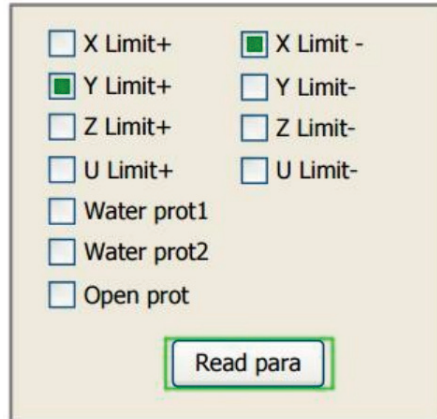 X Limit+ X Limit -
Y Limit+ Y Limit-
Z Limit+ Z Limit-
U Limit+ U Limit-
Water prot1
Water prot2
Open prot
Read para